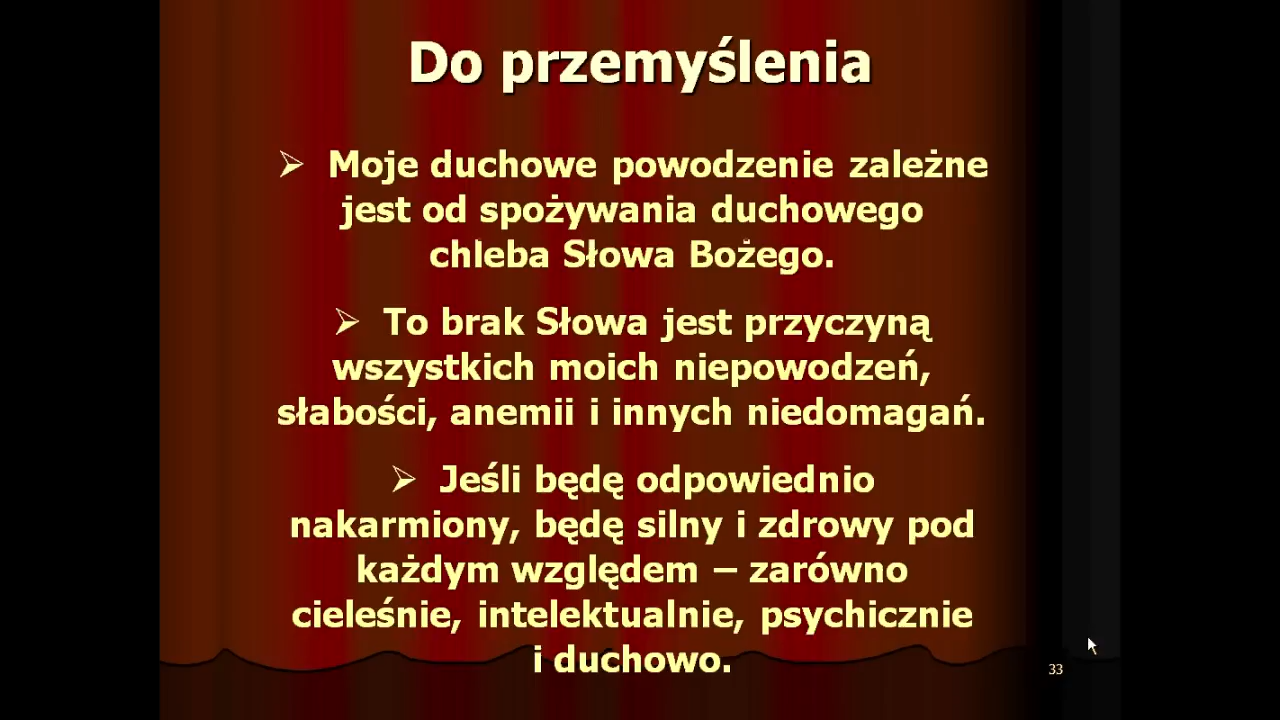 Do przemyślenia
➢ Moje duchowe powodzenie zależne
jest od spożywania duchowego
chleba Słowa Bożego.
➢ To brak Słowa jest przyczyną
wszystkich moich niepowodzeń,
słabości, anemii i innych niedomagań.
➢ Jeśli będę odpowiednio
nakarmiony, będę silny i zdrowy pod
każdym względem – zarówno
cieleśnie, intelektualnie, psychicznie
i duchowo.
33